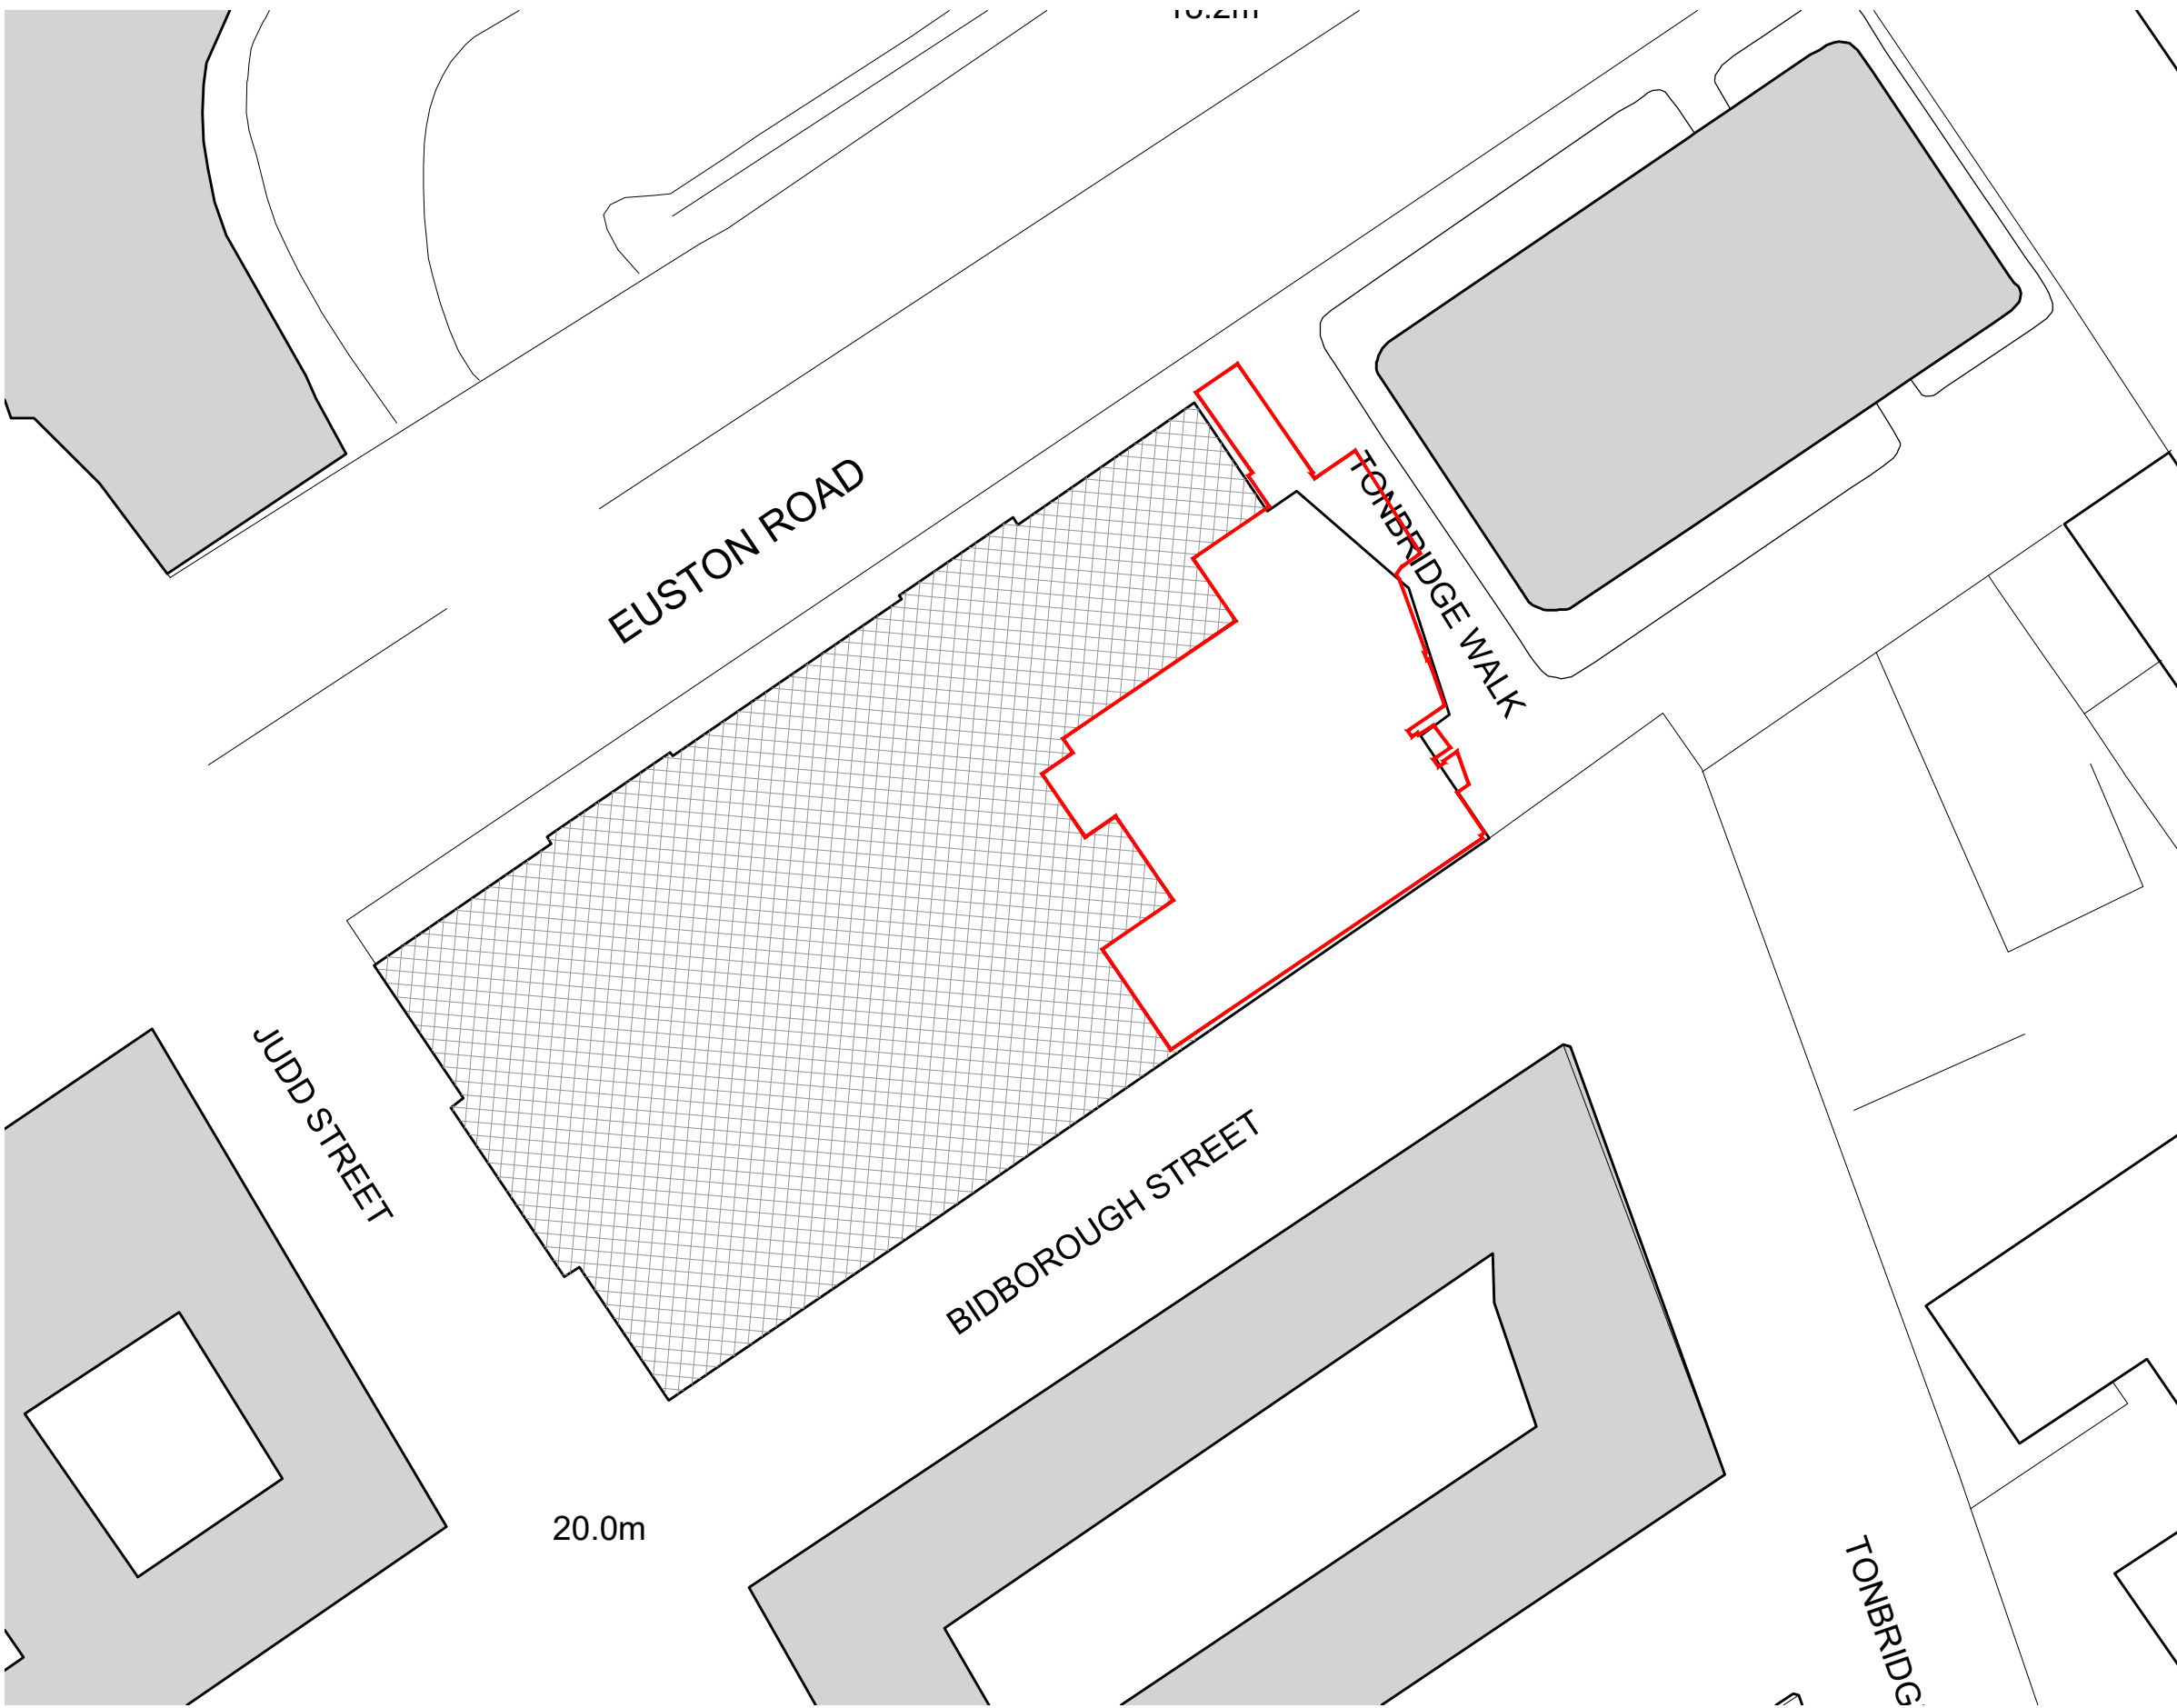 EUSTON ROAD
TONBRIDGE WALK
JUDD STREET
BIDBOROUGH STREET
20.0m